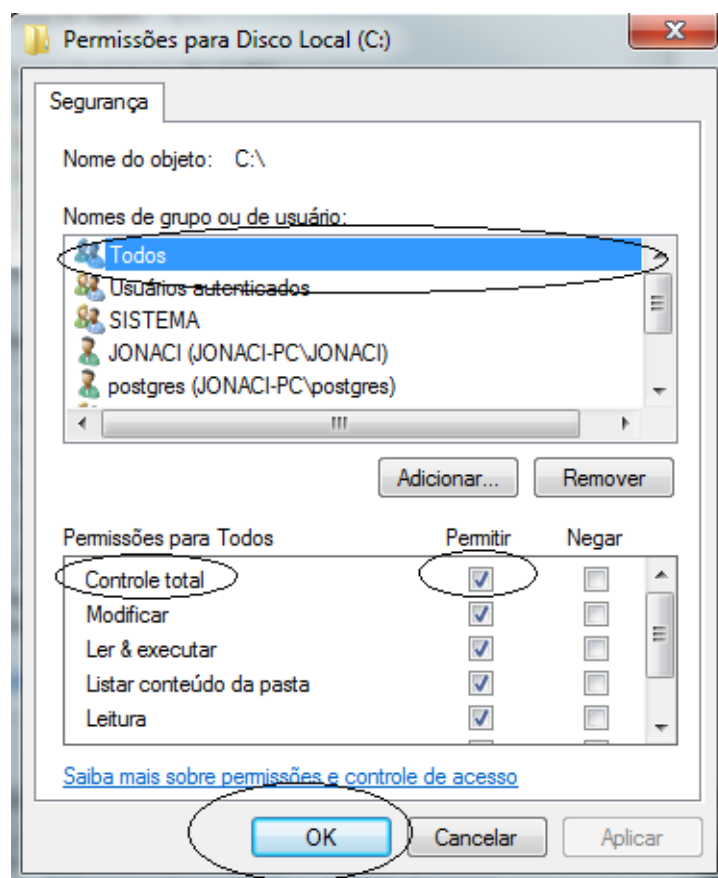 Permissões para Disco Local (C:)
Segurança
Nome do objeto: C:\
Nomes de grupo ou de usuário:
Todos
Usuários autenticados
SISTEMA
JONACI (JONACI-PC\JONACI)
postgres (JONACI-PC\postgres)
Adicionar... Remover
Permissões para Todos Permitir Negar
Controle total
Modificar
Ler & executar
Listar conteúdo da pasta
Leitura
Saiba mais sobre permissões e controle de acesso
OK Cancelar Aplicar